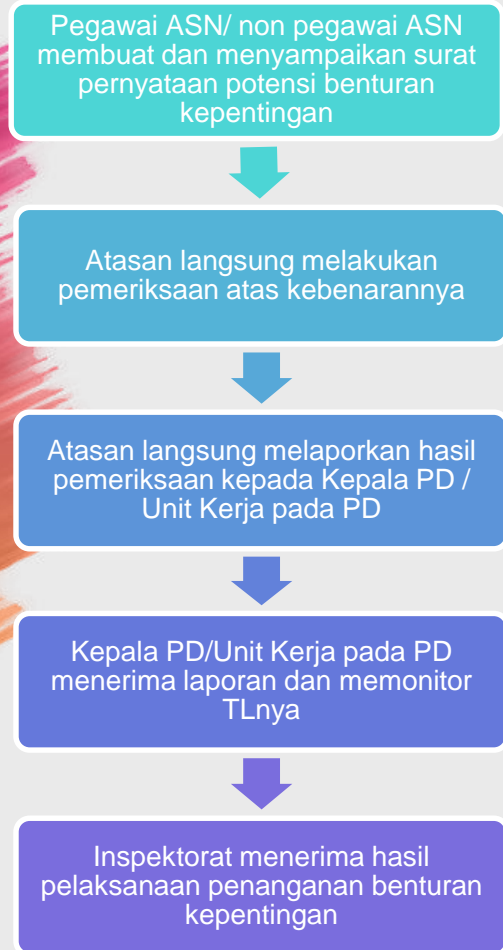 Pegawai ASN/ non pegawai ASN
membuat dan menyampaikan surat
pernyataan potensi benturan
kepentingan
Atasan langsung melakukan
pemeriksaan atas kebenarannya
Atasan langsung melaporkan hasil
pemeriksaan kepada Kepala PD /
Unit Kerja pada PD
Kepala PD/Unit Kerja pada PD
menerima laporan dan memonitor
TLnya
Inspektorat menerima hasil
pelaksanaan penanganan benturan
kepentingan